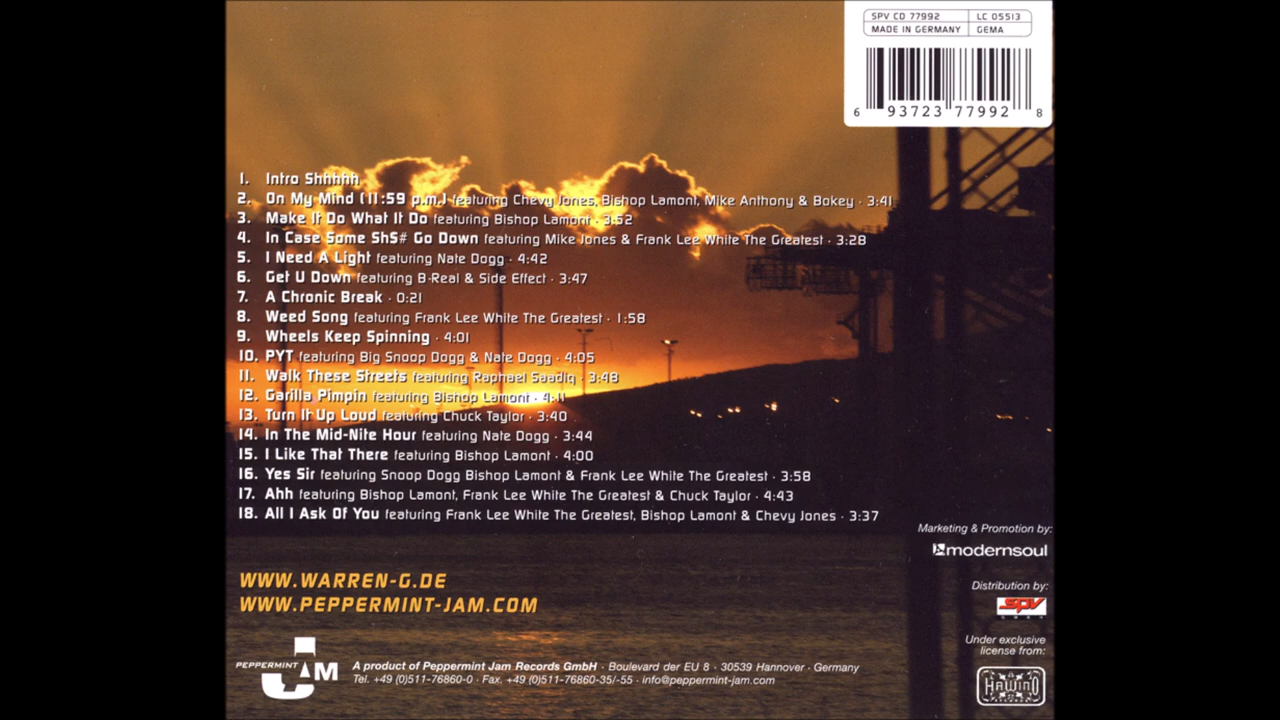 SPV CD 77992 LC 05513
MADE IN GERMANY GEMA
6 93723 77992 8
1. Intro Shhhhh
2. On My Mind (11:59 p.m.) featuring Chevy Jones, Bishop Lamont, Mike Anthony & Bokey · 3:41
3. Make It Do What It Do featuring Bishop Lamont · 3:52
4. In Case Some Sh$# Go Down featuring Mike Jones & Frank Lee White The Greatest · 3:28
5. I Need A Light featuring Nate Dogg · 4:42
6. Get U Down featuring B-Real & Side Effect · 3:47
7. A Chronic Break · 0:21
8. Weed Song featuring Frank Lee White The Greatest · 1:58
9. Wheels Keep Spinning · 4:01
10. PYT featuring Big Snoop Dogg & Nate Dogg · 4:05
11. Walk These Streets featuring Raphael Saadiq · 3:48
12. Garilla Pimpin featuring Bishop Lamont · 4:11
13. Turn It Up Loud featuring Chuck Taylor · 3:40
14. In The Mid-Nite Hour featuring Nate Dogg · 3:44
15. I Like That There featuring Bishop Lamont · 4:00
16. Yes Sir featuring Snoop Dogg Bishop Lamont & Frank Lee White The Greatest · 3:58
17. Ahh featuring Bishop Lamont, Frank Lee White The Greatest & Chuck Taylor · 4:43
18. All I Ask Of You featuring Frank Lee White The Greatest, Bishop Lamont & Chevy Jones · 3:37
Marketing & Promotion by:
modernsoul
Distribution by:
SPV
Under exclusive
license from:
HAWINO
WWW.WARREN-G.DE
WWW.PEPPERMINT-JAM.COM
PEPPERMINT JAM
A product of Peppermint Jam Records GmbH · Boulevard der EU 8 · 30539 Hannover · Germany
Tel. +49 (0)511-76860-0 · Fax. +49 (0)511-76860-35/-55 · info@peppermint-jam.com